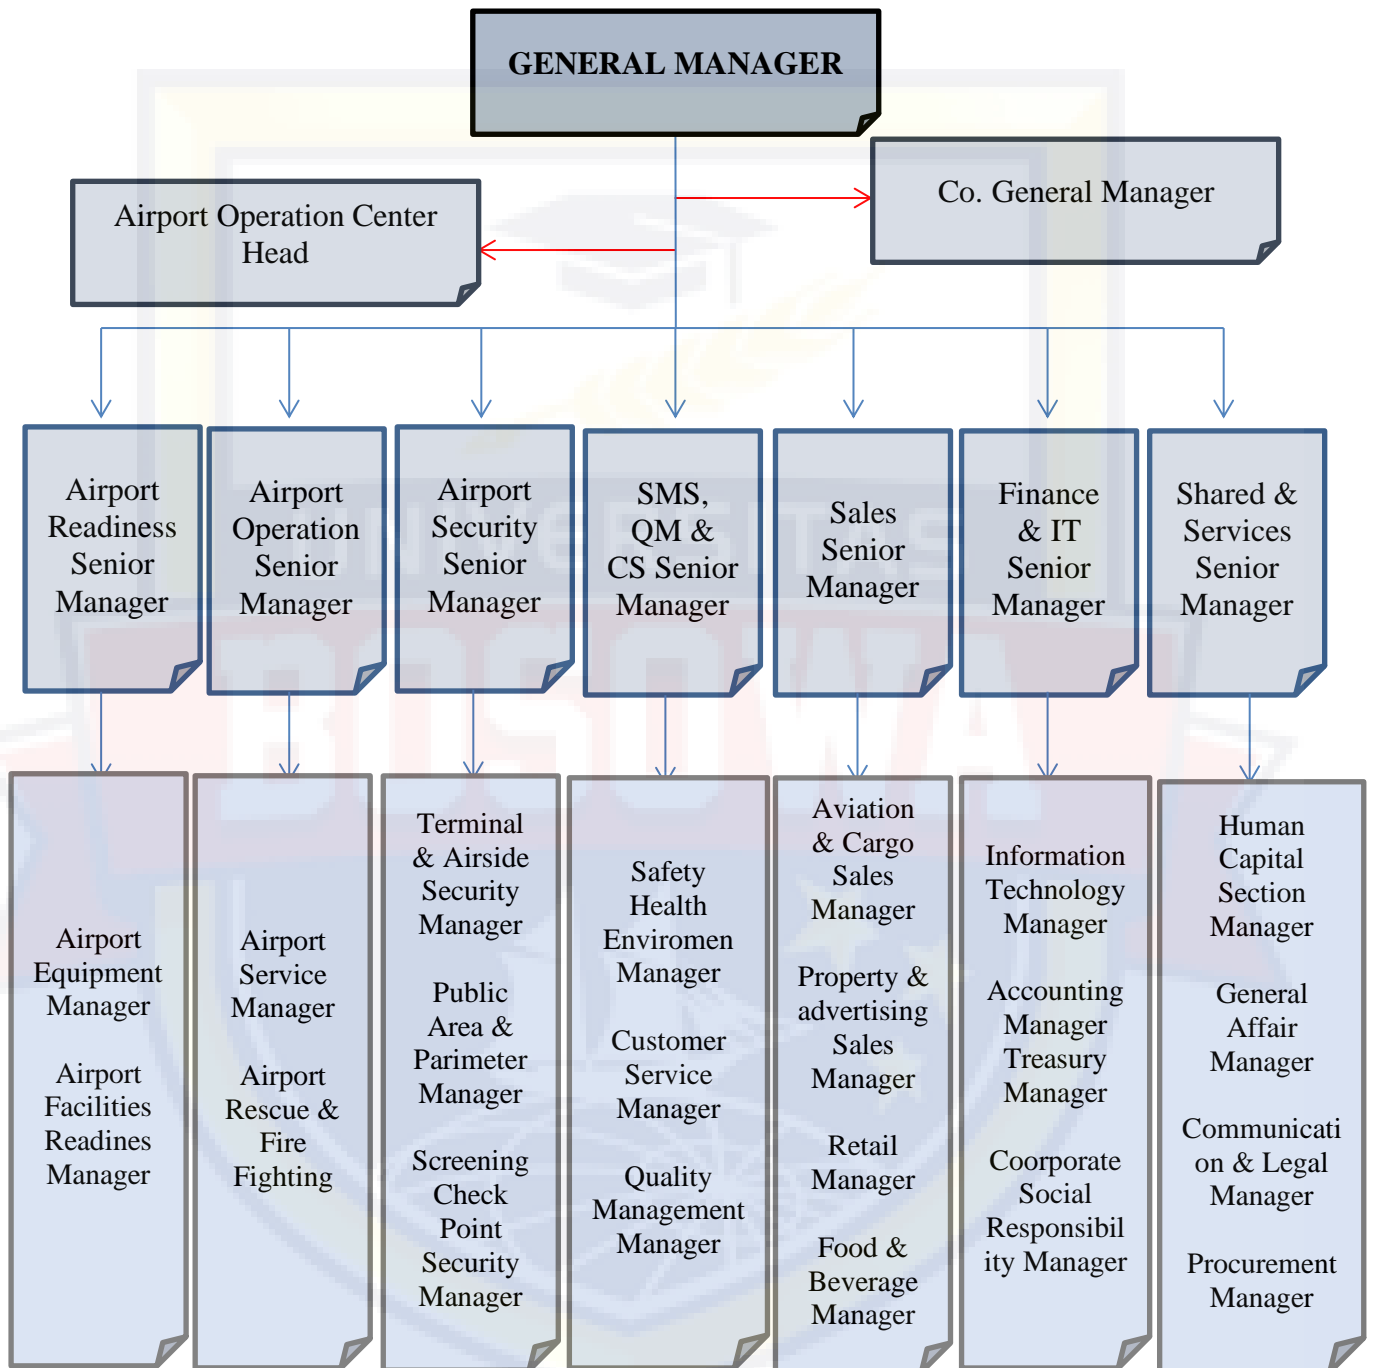 GENERAL MANAGER
Co. General Manager
Airport Operation Center
Head
Airport
Readiness
Senior
Manager
Airport
Operation
Senior
Manager
Airport
Security
Senior
Manager
SMS,
QM &
CS Senior
Manager
Sales
Senior
Manager
Finance
& IT
Senior
Manager
Shared &
Services
Senior
Manager
UNIVERSITAS
BOSOWA
Airport
Equipment
Manager
Airport
Facilities
Readines
Manager
Airport
Service
Manager
Airport
Rescue &
Fire
Fighting
Terminal
& Airside
Security
Manager
Public
Area &
Parimeter
Manager
Screening
Check
Point
Security
Manager
Safety
Health
Enviromen
Manager
Customer
Service
Manager
Quality
Management
Manager
Aviation
& Cargo
Sales
Manager
Property &
advertising
Sales
Manager
Retail
Manager
Food &
Beverage
Manager
Information
Technology
Manager
Accounting
Manager
Treasury
Manager
Coorporate
Social
Responsibil
ity Manager
Human
Capital
Section
Manager
General
Affair
Manager
Communicati
on & Legal
Manager
Procurement
Manager